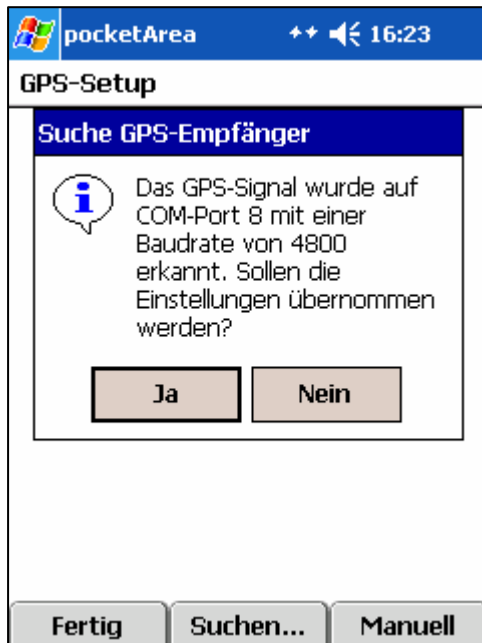 pocketArea 16:23
GPS-Setup
Suche GPS-Empfänger
Das GPS-Signal wurde auf
COM-Port 8 mit einer
Baudrate von 4800
erkannt. Sollen die
Einstellungen übernommen
werden?
Ja Nein
Fertig Suchen... Manuell